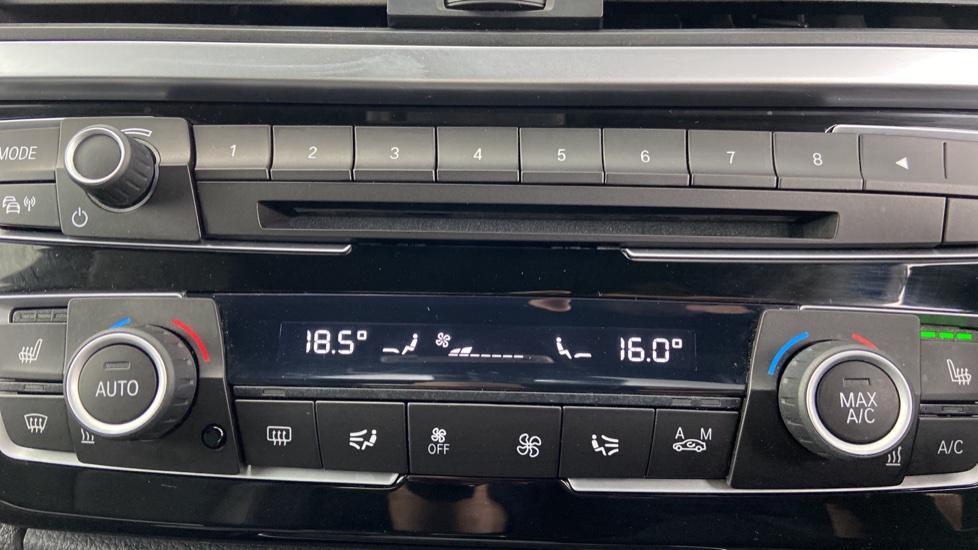 MODE 1 2 3 4 5 6 7 8
18.5° 16.0°
AUTO MAX A/C
OFF A M A/C